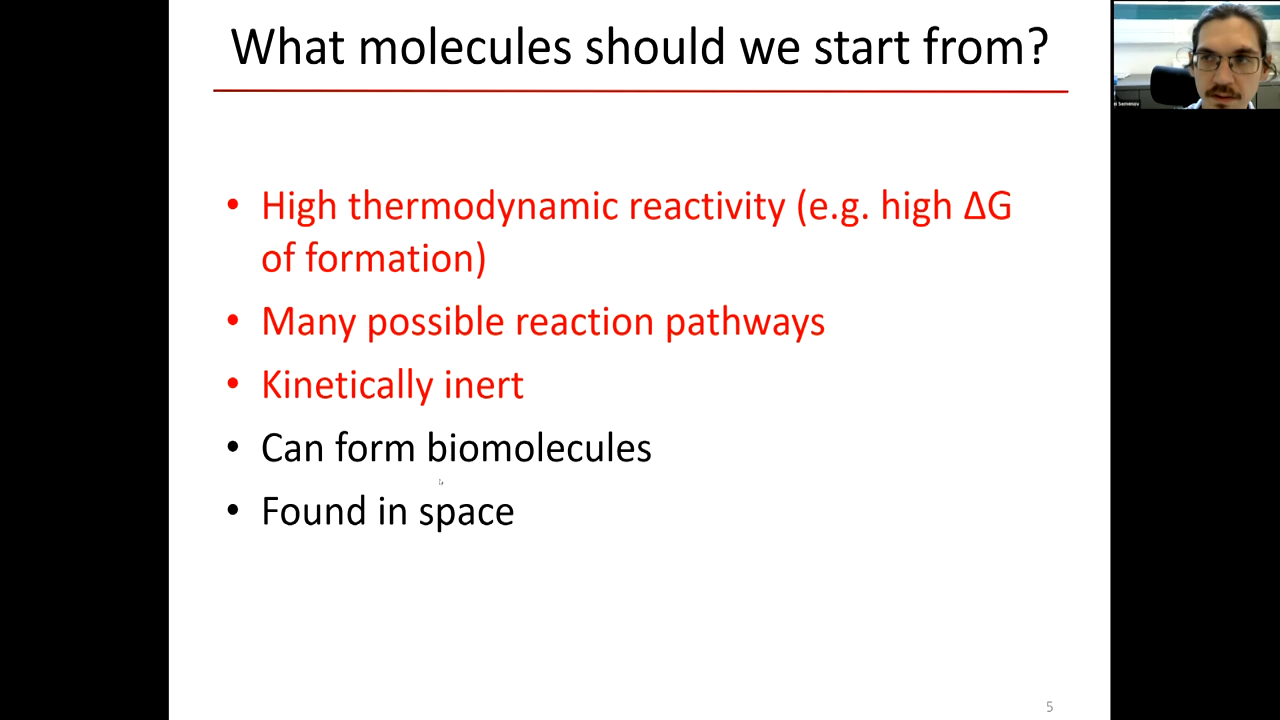 What molecules should we start from?
• High thermodynamic reactivity (e.g. high ΔG
of formation)
• Many possible reaction pathways
• Kinetically inert
• Can form biomolecules
• Found in space
Semenov
5